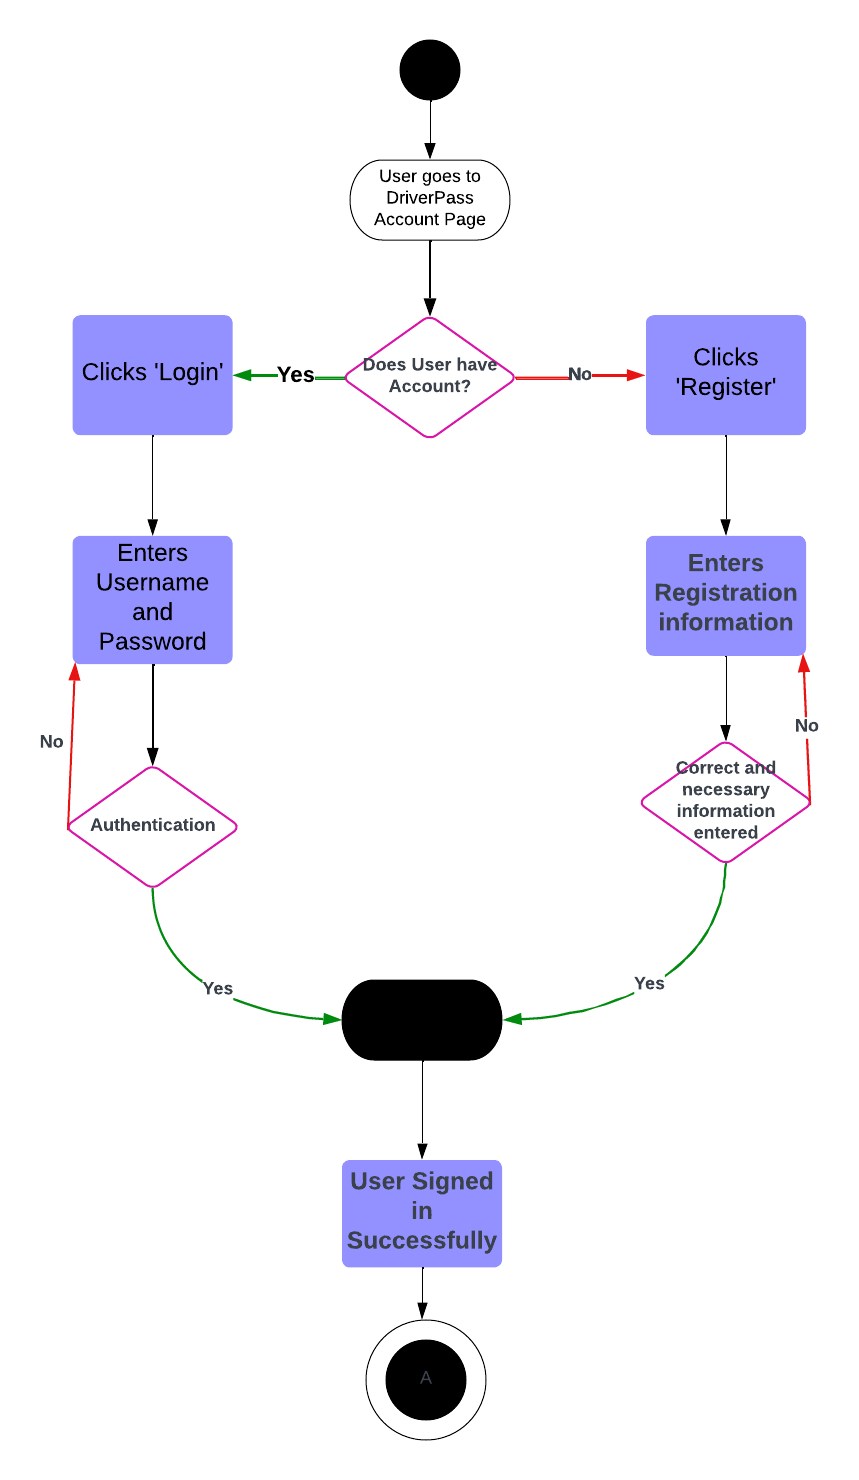 User goes to
DriverPass
Account Page
Clicks 'Login'
Yes
Does User have
Account?
No
Clicks
'Register'
Enters
Username
and
Password
Enters
Registration
information
No
No
Authentication
Correct and
necessary
information
entered
Yes
Yes
User Signed
in
Successfully
A